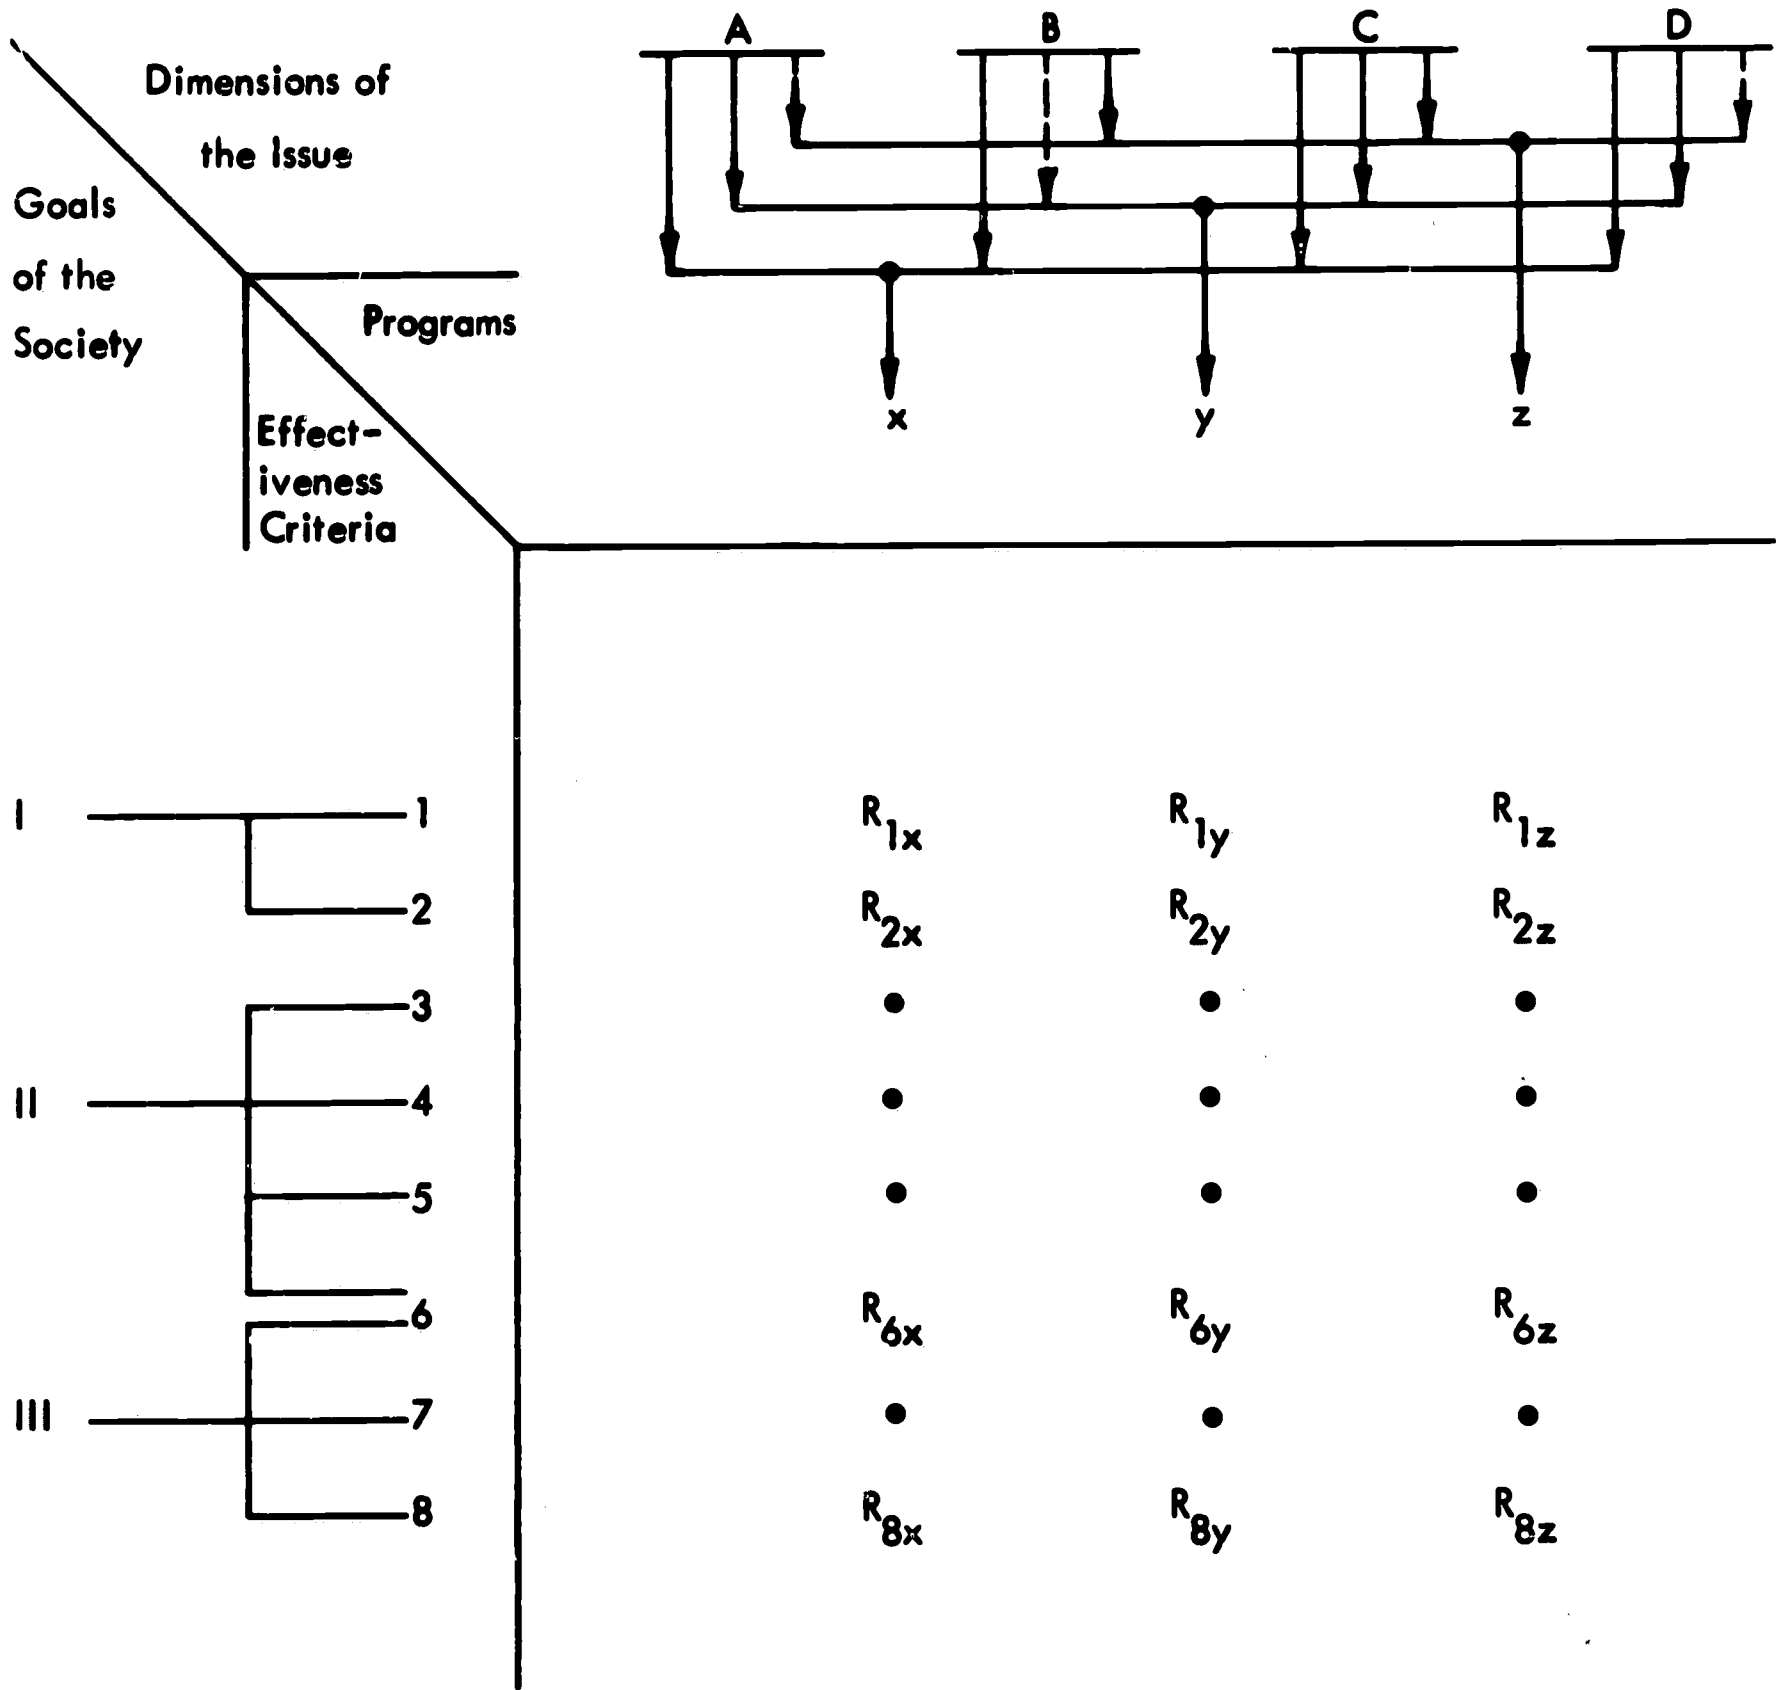 A B C D
Dimensions of
the Issue
Goals
of the
Society
Programs
Effect-
iveness
Criteria
x y z
I 1 R1x R1y R1z
2 R2x R2y R2z
3
II 4
5
6 R6x R6y R6z
III 7
8 R8x R8y R8z